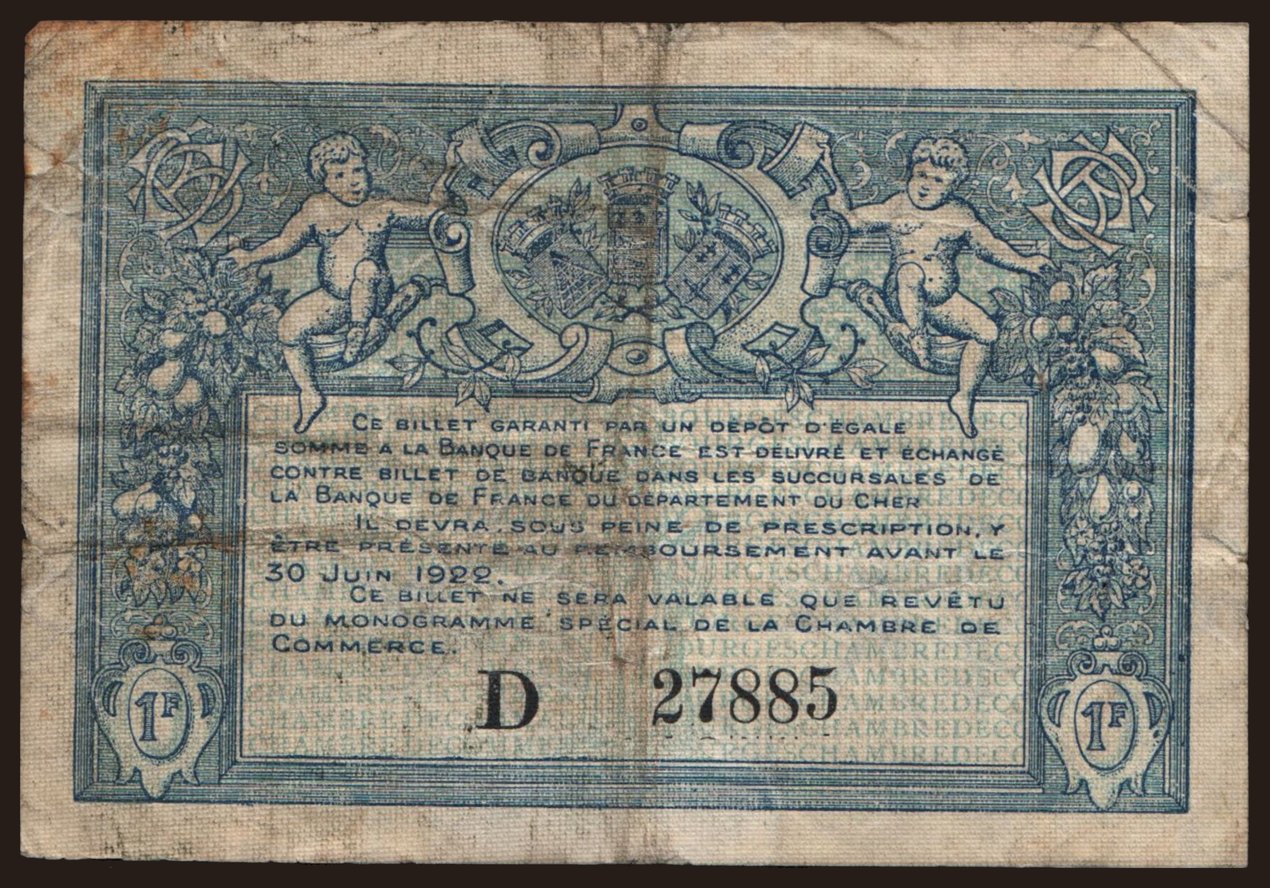 CE BILLET GARANTI PAR UN DÉPÔT D'ÉGALE
SOMME A LA BANQUE DE FRANCE EST DÉLIVRÉ ET ÉCHANGÉ
CONTRE BILLET DE BANQUE DANS LES SUCCURSALES DE
LA BANQUE DE FRANCE DU DÉPARTEMENT DU CHER
IL DEVRA, SOUS PEINE DE PRESCRIPTION, Y
ÊTRE PRÉSENTÉ AU REMBOURSEMENT AVANT LE
30 JUIN 1922.
CE BILLET NE SERA VALABLE QUE REVÊTU
DU MONOGRAMME SPÉCIAL DE LA CHAMBRE DE
COMMERCE.
D 27885
1F 1F